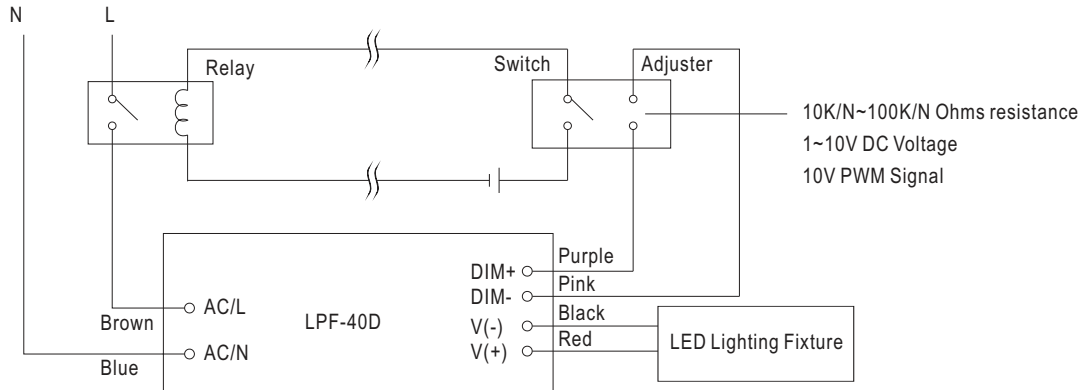 N
L
Relay
Switch
Adjuster
10K/N~100K/N Ohms resistance
1~10V DC Voltage
10V PWM Signal
Purple
DIM+
Pink
DIM-
Black
AC/L
LPF-40D
V(-)
Brown
Red
LED Lighting Fixture
AC/N
V(+)
Blue